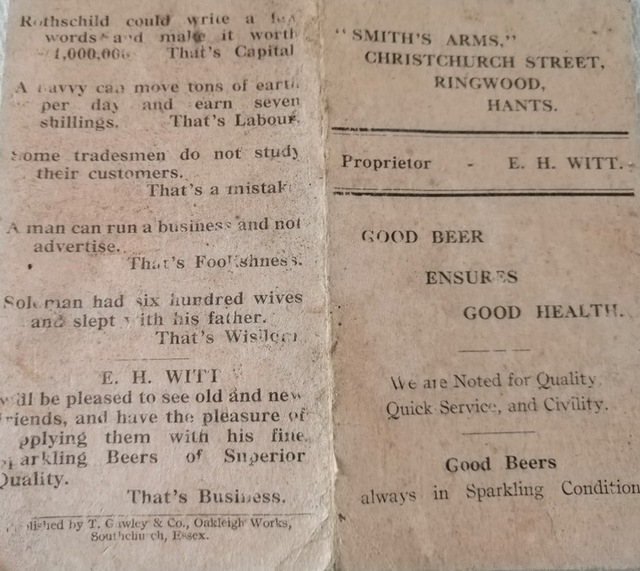 Rothschild could write a few
words and make it worth
1,000,000 That's Capital
A navvy can move tons of earth
per day and earn seven
shillings. That's Labour.
Some tradesmen do not study
their customers.
That's a mistake
A man can run a business and not
advertise.
That's Foolishness.
Soloman had six hundred wives
and slept with his father.
That's Wisdom
E. H. WITT
will be pleased to see old and new
friends, and have the pleasure of
supplying them with his fine,
sparkling Beers of Superior
Quality.
That's Business.
Published by T. Gawley & Co., Oakleigh Works,
Southchurch, Essex.
"SMITH'S ARMS,"
CHRISTCHURCH STREET,
RINGWOOD,
HANTS.
Proprietor - E. H. WITT. -
GOOD BEER
ENSURES
GOOD HEALTH.
We are Noted for Quality
Quick Service, and Civility.
Good Beers
always in Sparkling Condition